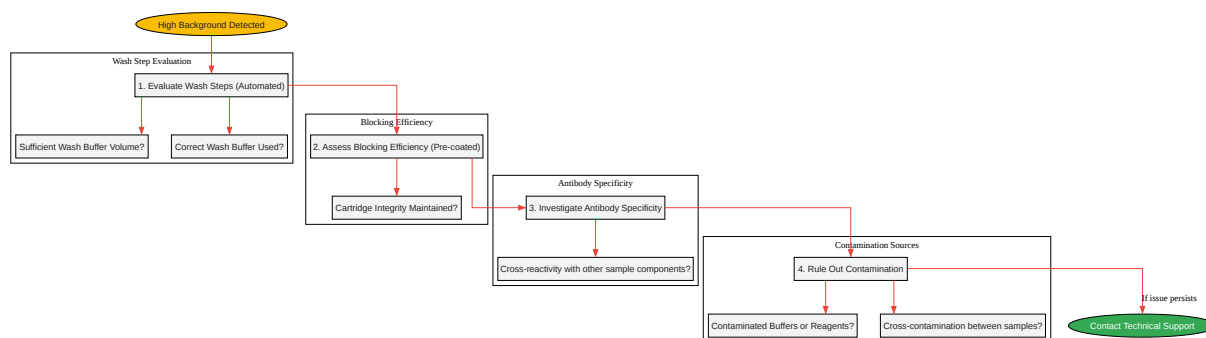 High Background Detected
Wash Step Evaluation
1. Evaluate Wash Steps (Automated)
Sufficient Wash Buffer Volume?
Correct Wash Buffer Used?
Blocking Efficiency
2. Assess Blocking Efficiency (Pre-coated)
Cartridge Integrity Maintained?
Antibody Specificity
3. Investigate Antibody Specificity
Cross-reactivity with other sample components?
Contamination Sources
4. Rule Out Contamination
Contaminated Buffers or Reagents?
Cross-contamination between samples?
If issue persists
Contact Technical Support